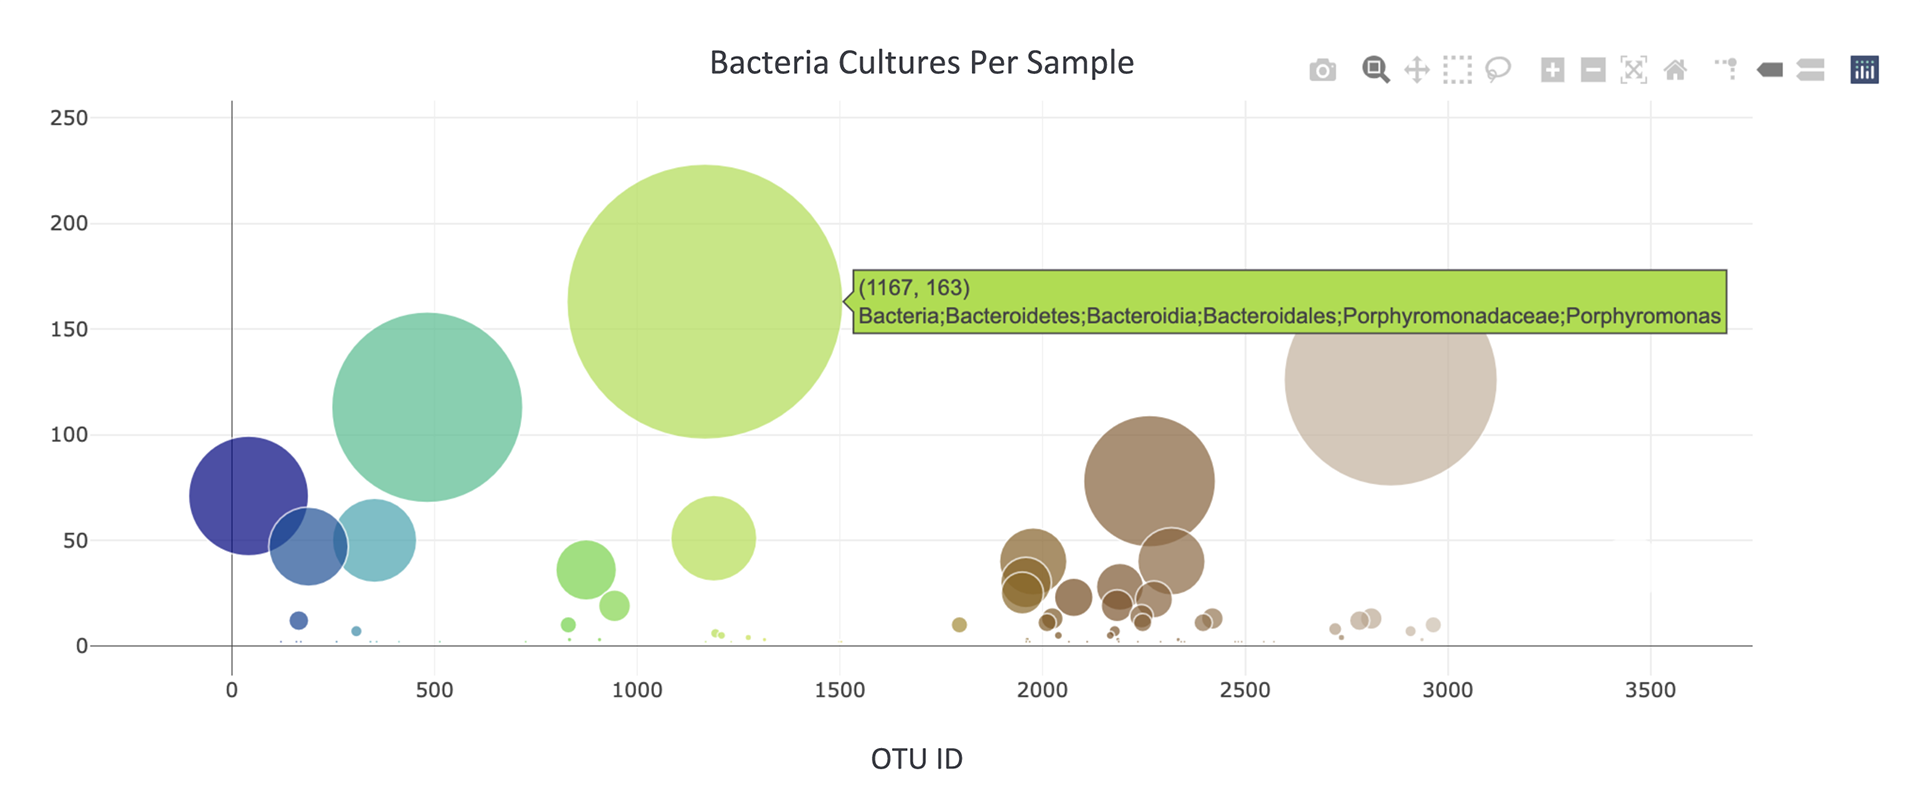 Bacteria Cultures Per Sample
250
200
150
100
50
0
(1167, 163)
Bacteria;Bacteroidetes;Bacteroidia;Bacteroidales;Porphyromonadaceae;Porphyromonas
0 500 1000 1500 2000 2500 3000 3500
OTU ID